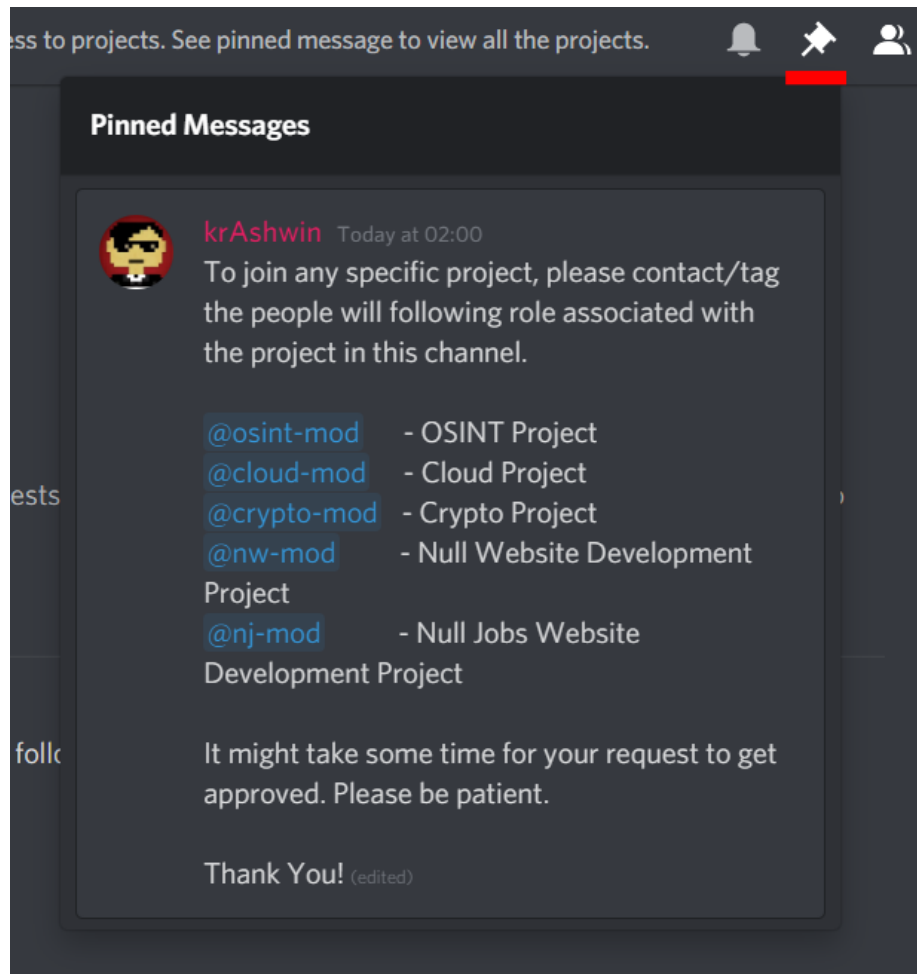 ess to projects. See pinned message to view all the projects.
Pinned Messages
krAshwin Today at 02:00
To join any specific project, please contact/tag
the people will following role associated with
the project in this channel.
@osint-mod - OSINT Project
@cloud-mod - Cloud Project
ests
@crypto-mod - Crypto Project
@nw-mod - Null Website Development
Project
@nj-mod - Null Jobs Website
Development Project
follo
It might take some time for your request to get
approved. Please be patient.
Thank You! (edited)